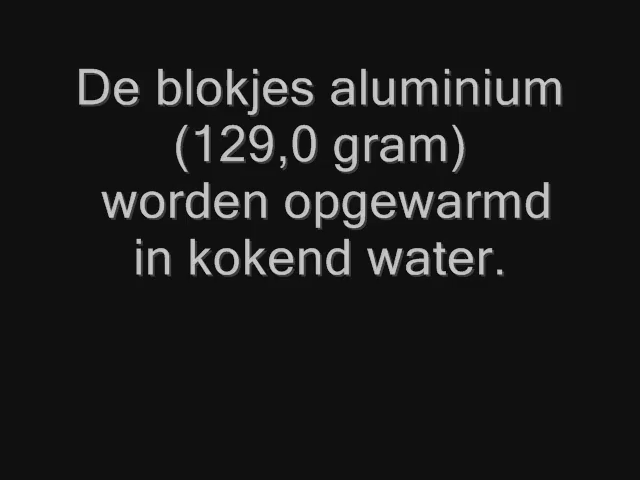 De blokjes aluminium
(129,0 gram)
worden opgewarmd
in kokend water.